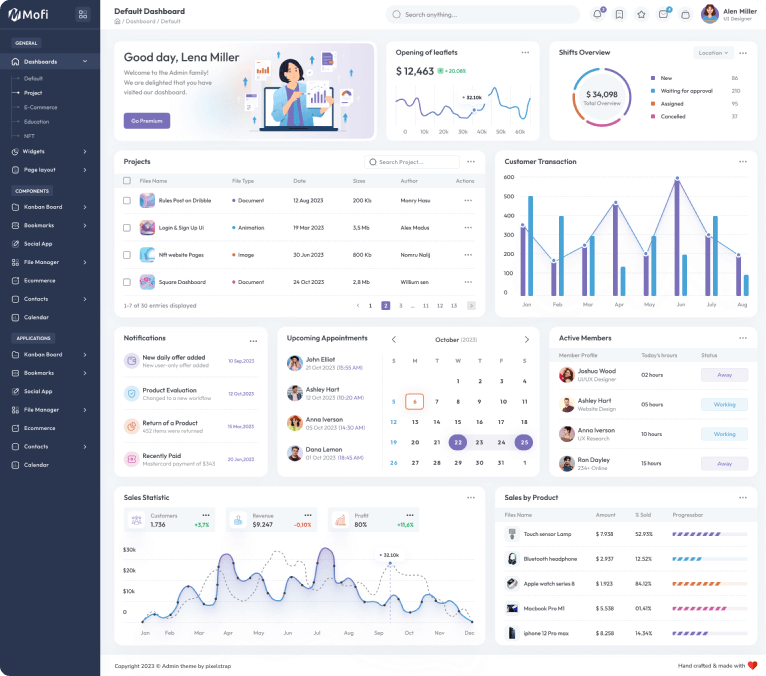 Mofi
GENERAL
Dashboards
Default
Project
E-Commerce
Education
NFT
Widgets
Page layout
COMPONENTS
Kanban Board
Bookmarks
Social App
File Manager
Ecommerce
Contacts
Calendar
APPLICATIONS
Kanban Board
Bookmarks
Social App
File Manager
Ecommerce
Contacts
Calendar
Default Dashboard
/ Dashboard / Default
Search anything...
2
4
Alen Miller
UI Designer
Good day, Lena Miller
Welcome to the Admin family!
We are delighted that you have
visited our dashboard.
Go Premium
Opening of leaflets
$ 12,463 + 20,08%
+ 32,10k
0 10k 20k 30k 40k 50k 60k
Shifts Overview
Location
$ 34,098
Total Overview
New 86
Waiting for approval 210
Assigned 95
Cancelled 37
Projects
Search Project...
Files Name File Type Date Sizes Author Actions
Rules Post on Dribble Document 12 Aug 2023 200 Kb Manry Hasu
Login & Sign Up Ui Animation 19 Mar 2023 3,5 Mb Alex Madus
Nft website Pages Image 30 Jun 2023 800 Kb Nomru Nalij
Square Dashboard Document 24 Oct 2023 2,8 Mb William sen
1-7 of 30 entries displayed
< 1 2 3 ... 11 12 13 >
Customer Transaction
600
500
400
300
200
100
0
Jan Feb Mar Apr May Jun July Aug
Notifications
New daily offer added
New user-only offer added
10 Sep,2023
Product Evaluation
Changed to a new workflow
12 Oct,2023
Return of a Product
452 items were returned
Recently Paid
Mastercard payment of $343
20 Jan,2023
Upcoming Appointments
John Elliot
21 Oct 2023 (15:55 AM)
Ashley Hart
12 Oct 2023 (10:20 AM)
Anna Iverson
05 Oct 2023 (14:30 AM)
Dana Lemon
01 Oct 2023 (18:45 AM)
October (2023)
S M T W T F S
1 2 3 4
5 6 7 8 9 10 11
12 13 14 15 16 17 18
19 20 21 22 23 24 25
26 27 28 29 30 31 1
Active Members
Member Profile Today's hours Status
Joshua Wood
UI/UX Designer
02 hours
Away
Ashley Hart
Website Design
05 hours
Working
Anna Iverson
UX Research
10 hours
Working
Ron Dayley
234+ Online
15 hours
Away
Sales Statistic
Customers
1.736 +3,7%
Revenue
$9.247 -0,10%
Profit
80% +11,6%
$30k
$20k
$10k
0
+ 32,10k
Jan Feb Mar Apr May Jun Jul Aug Sep Oct Nov Dec
Sales by Product
Files Name Amount % Sold Progressbar
Touch sensor Lamp $ 7.938 52.93%
Bluetooth headphone $ 2.937 12.52%
Apple watch series 8 $ 1.923 84.12%
Macbook Pro M1 $ 5.538 01.41%
iphone 12 Pro max $ 8.258 14.34%
Copyright 2023 © Admin theme by pixelstrap
Hand crafted & made with